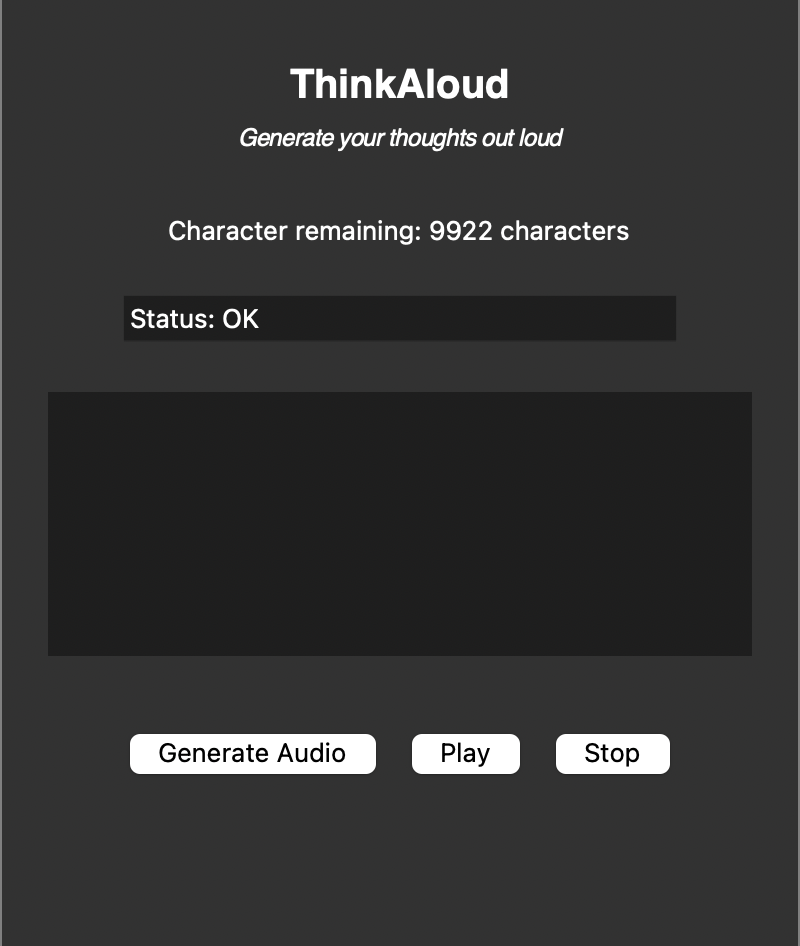 ThinkAloud
Generate your thoughts out loud
Character remaining: 9922 characters
Status: OK
Generate Audio
Play
Stop